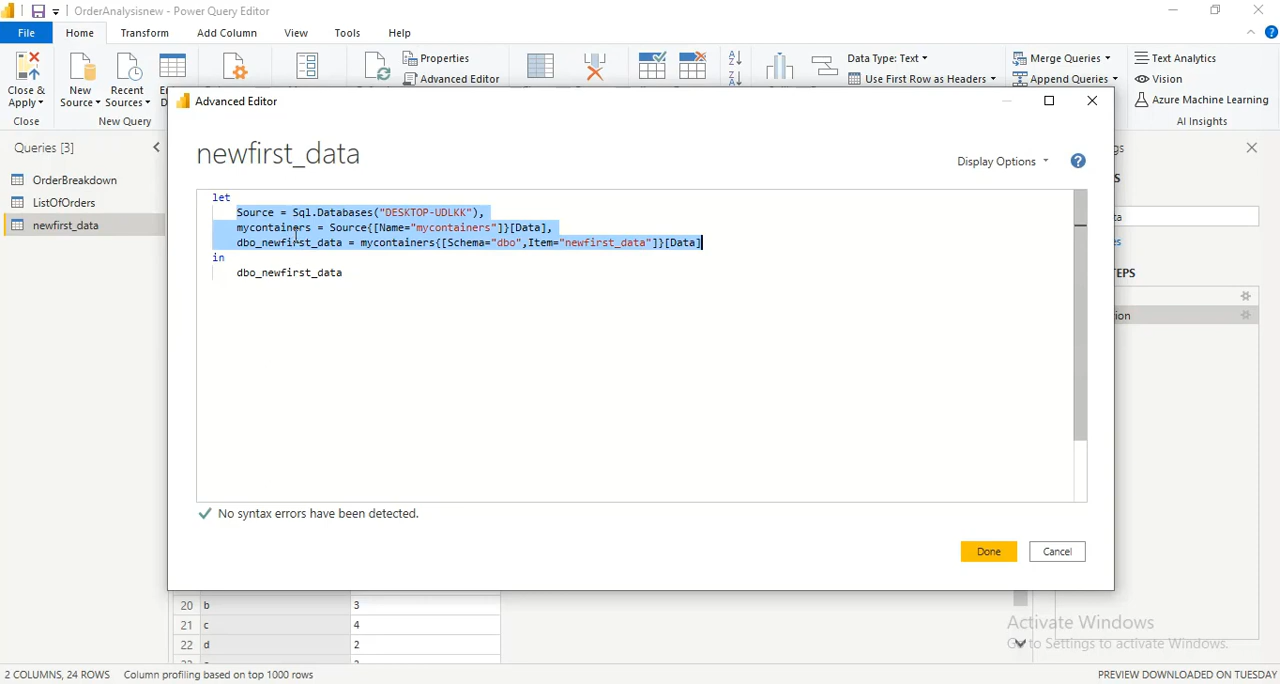 OrderAnalysisnew - Power Query Editor
File Home Transform Add Column View Tools Help
Close & Apply
New Source
Recent Sources
Properties
Advanced Editor
Data Type: Text
Use First Row as Headers
Merge Queries
Append Queries
Text Analytics
Vision
Azure Machine Learning
Close
New Query
AI Insights
Queries [3]
OrderBreakdown
ListOfOrders
newfirst_data
Advanced Editor
newfirst_data
Display Options
let
Source = Sql.Databases("DESKTOP-UDLKK"),
mycontainers = Source{[Name="mycontainers"]}[Data],
dbo_newfirst_data = mycontainers{[Schema="dbo",Item="newfirst_data"]}[Data]
in
dbo_newfirst_data
No syntax errors have been detected.
Done Cancel
20 b 3
21 c 4
22 d 2
Activate Windows
Go to Settings to activate Windows.
2 COLUMNS, 24 ROWS Column profiling based on top 1000 rows
PREVIEW DOWNLOADED ON TUESDAY